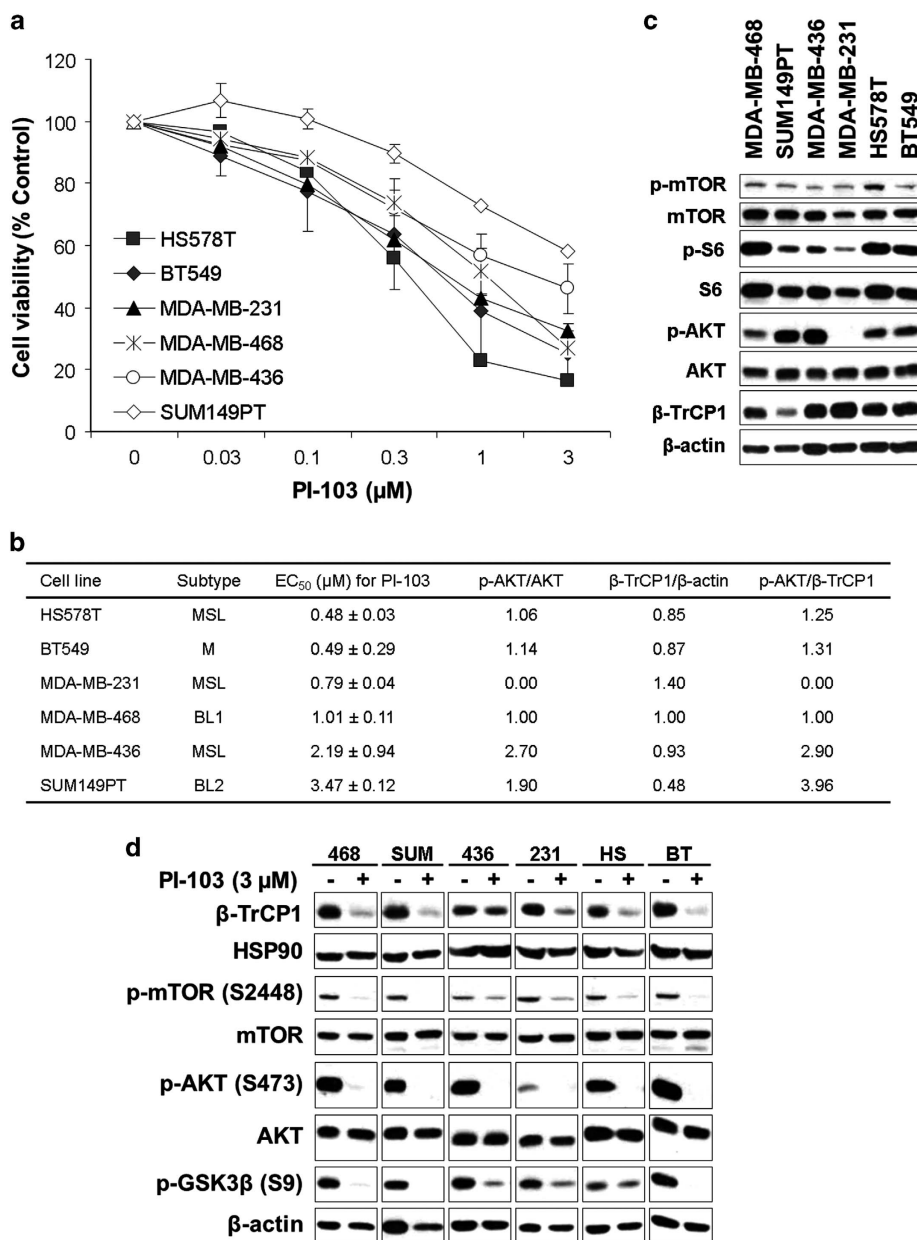 a
120
100
80
60
40
20
0
Cell viability (% Control)
HS578T
BT549
MDA-MB-231
MDA-MB-468
MDA-MB-436
SUM149PT
0 0.03 0.1 0.3 1 3
PI-103 (μM)
c
MDA-MB-468
SUM149PT
MDA-MB-436
MDA-MB-231
HS578T
BT549
p-mTOR
mTOR
p-S6
S6
p-AKT
AKT
β-TrCP1
β-actin
b
Cell line Subtype EC50 (μM) for PI-103 p-AKT/AKT β-TrCP1/β-actin p-AKT/β-TrCP1
HS578T MSL 0.48 ± 0.03 1.06 0.85 1.25
BT549 M 0.49 ± 0.29 1.14 0.87 1.31
MDA-MB-231 MSL 0.79 ± 0.04 0.00 1.40 0.00
MDA-MB-468 BL1 1.01 ± 0.11 1.00 1.00 1.00
MDA-MB-436 MSL 2.19 ± 0.94 2.70 0.93 2.90
SUM149PT BL2 3.47 ± 0.12 1.90 0.48 3.96
d
468 SUM 436 231 HS BT
PI-103 (3 μM) - + - + - + - + - + - +
β-TrCP1
HSP90
p-mTOR (S2448)
mTOR
p-AKT (S473)
AKT
p-GSK3β (S9)
β-actin